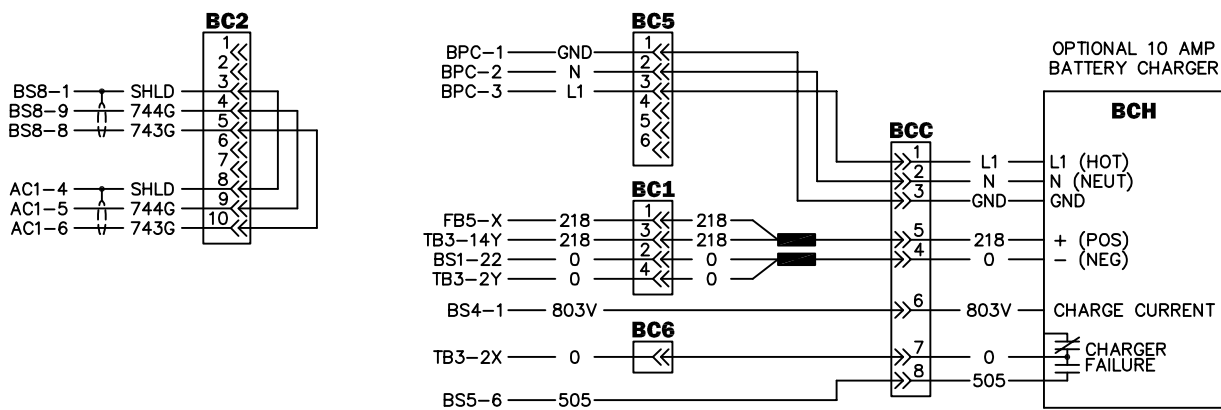 BC2
1
2
BS8-1 SHLD 3
BS8-9 744G 4
BS8-8 743G 5
6
7
AC1-4 SHLD 8
AC1-5 744G 9
AC1-6 743G 10
BC5
BPC-1 GND 1
BPC-2 N 2
BPC-3 L1 3
4
5
6
BC1
FB5-X 218 1 218
TB3-14Y 218 3 218
BS1-22 0 2 0
TB3-2Y 0 4 0
BS4-1 803V
BC6
TB3-2X 0
BS5-6 505
OPTIONAL 10 AMP
BATTERY CHARGER
BCH
BCC
1 L1 L1 (HOT)
2 N N (NEUT)
3 GND GND
5 218 + (POS)
4 0 - (NEG)
6 803V CHARGE CURRENT
7 0
8 505
CHARGER
FAILURE